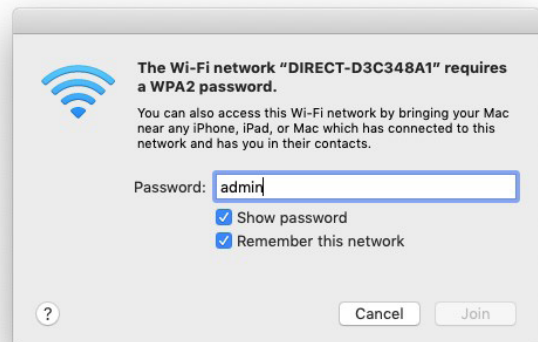 The Wi-Fi network “DIRECT-D3C348A1” requires
a WPA2 password.
You can also access this Wi-Fi network by bringing your Mac
near any iPhone, iPad, or Mac which has connected to this
network and has you in their contacts.
Password: admin
Show password
Remember this network
? Cancel Join